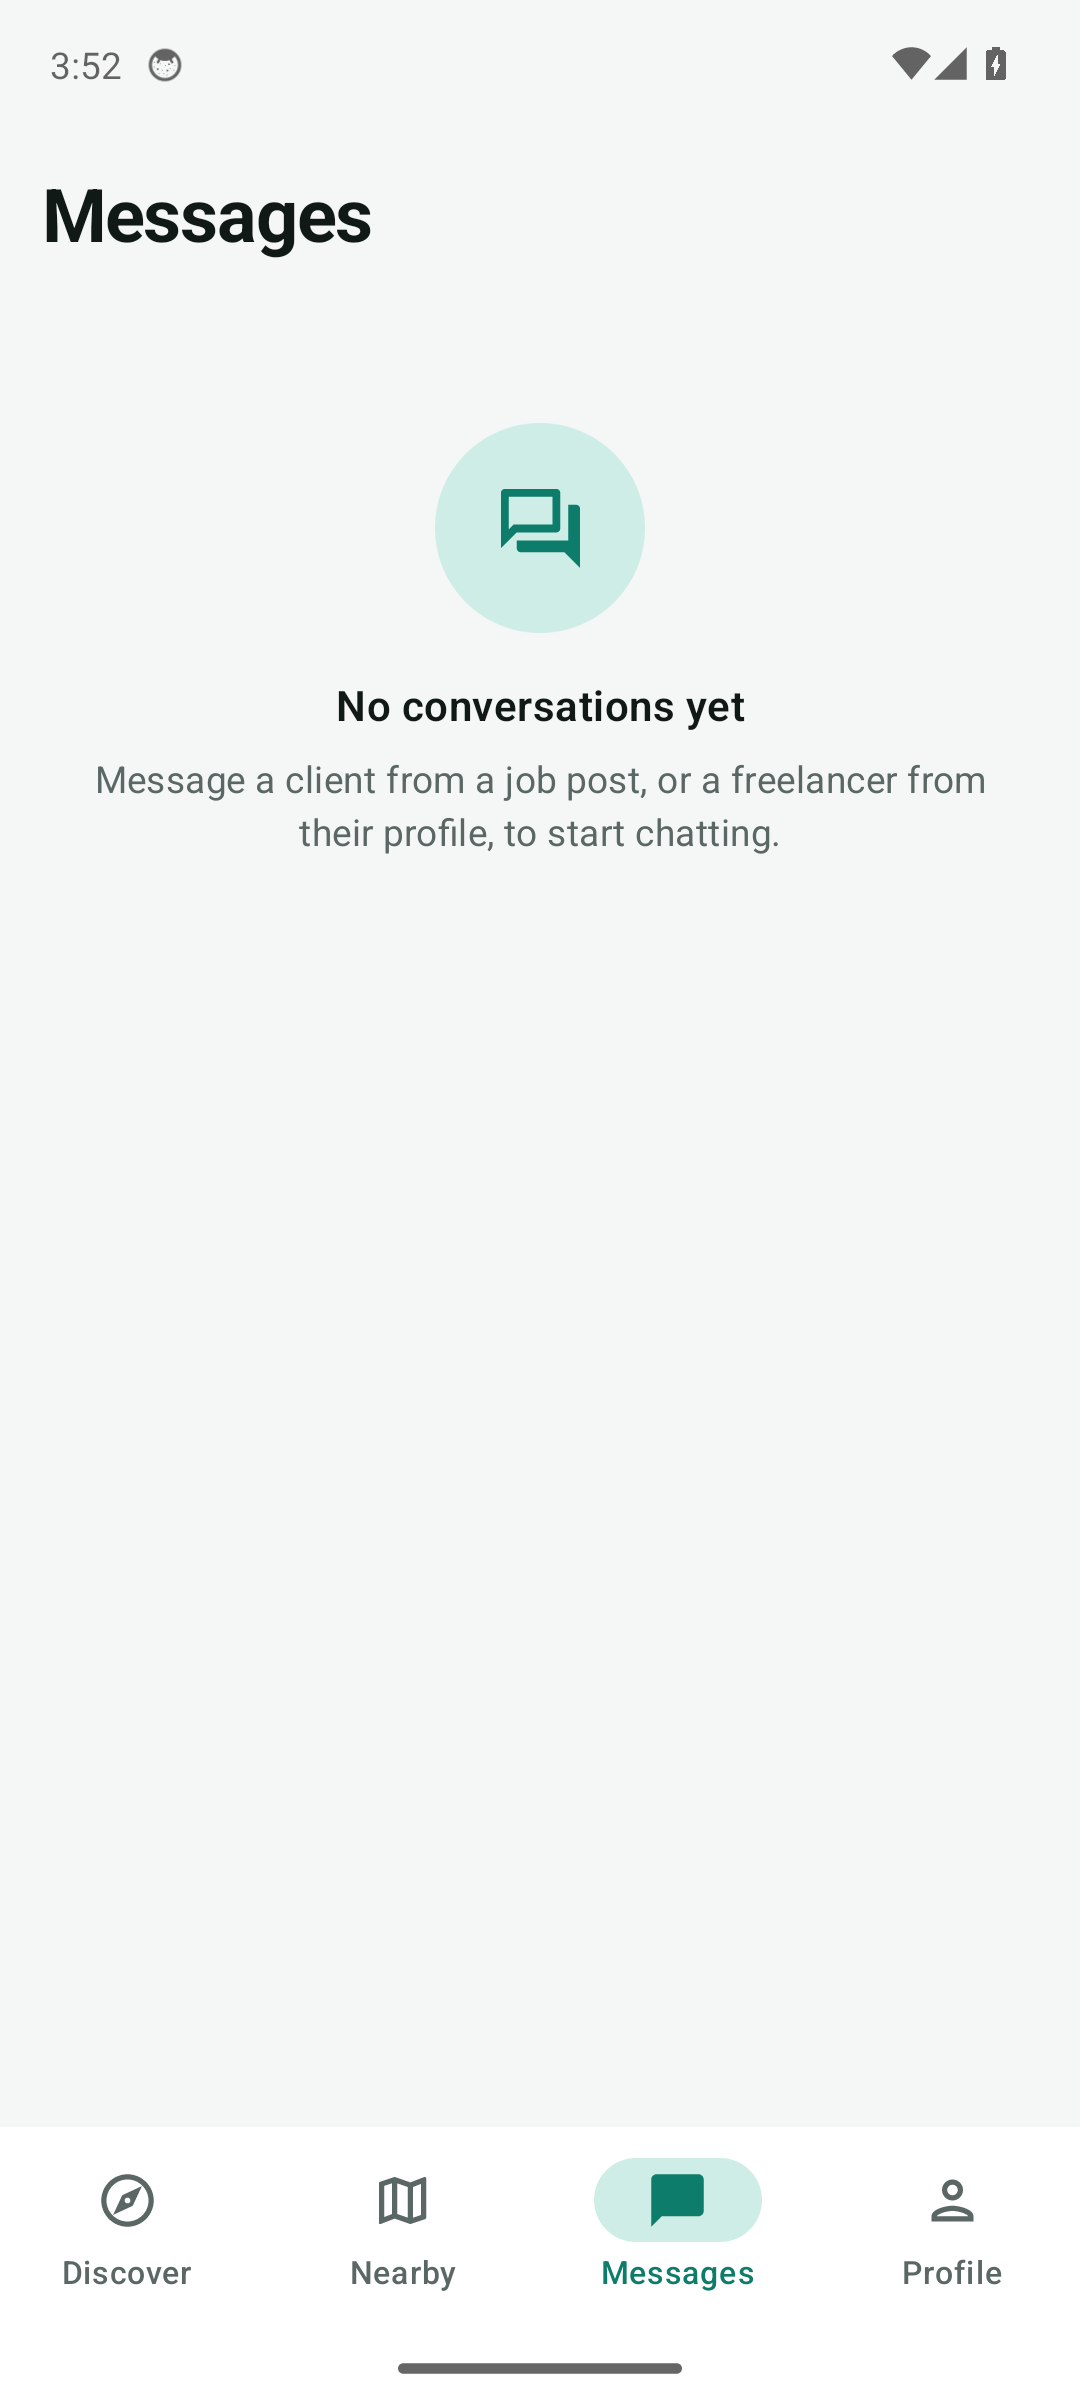 3:52
Messages
No conversations yet
Message a client from a job post, or a freelancer from
their profile, to start chatting.
Discover
Nearby
Messages
Profile